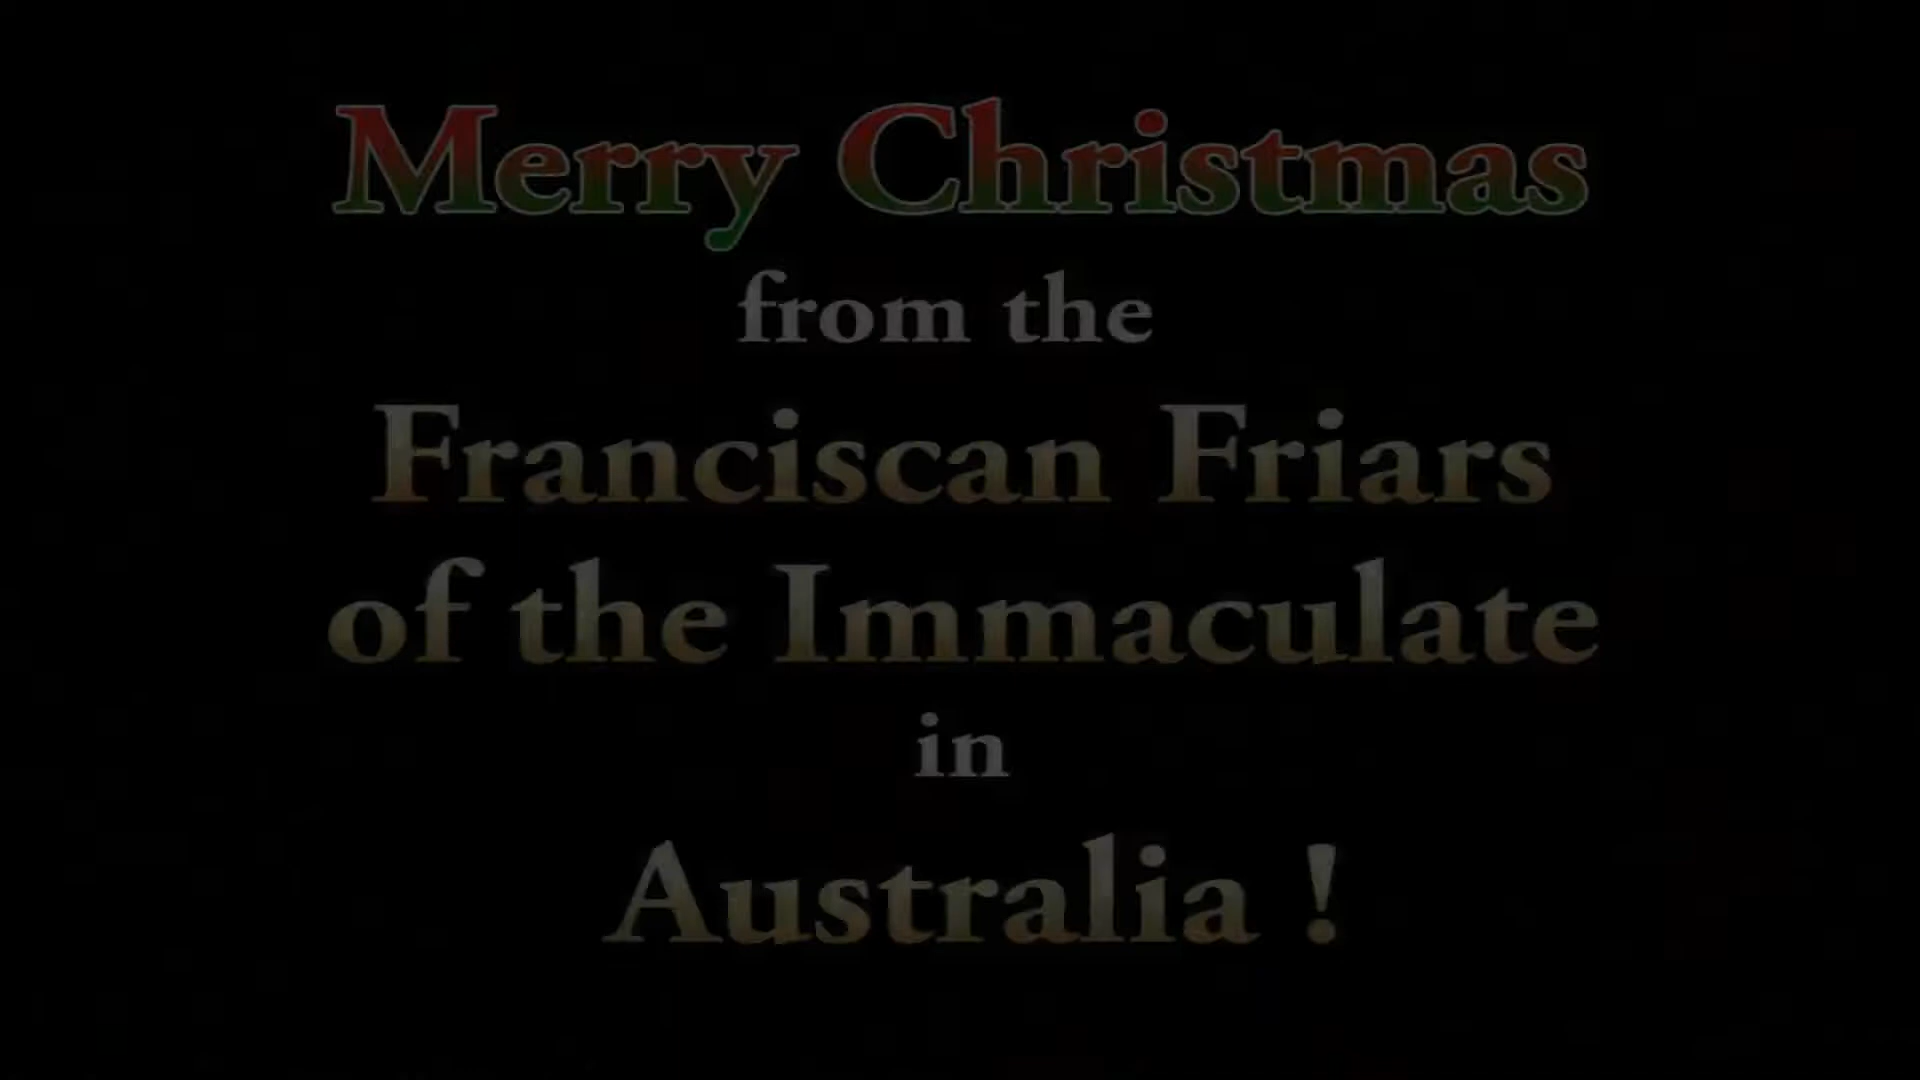 Merry Christmas
from the
Franciscan Friars
of the Immaculate
in
Australia !